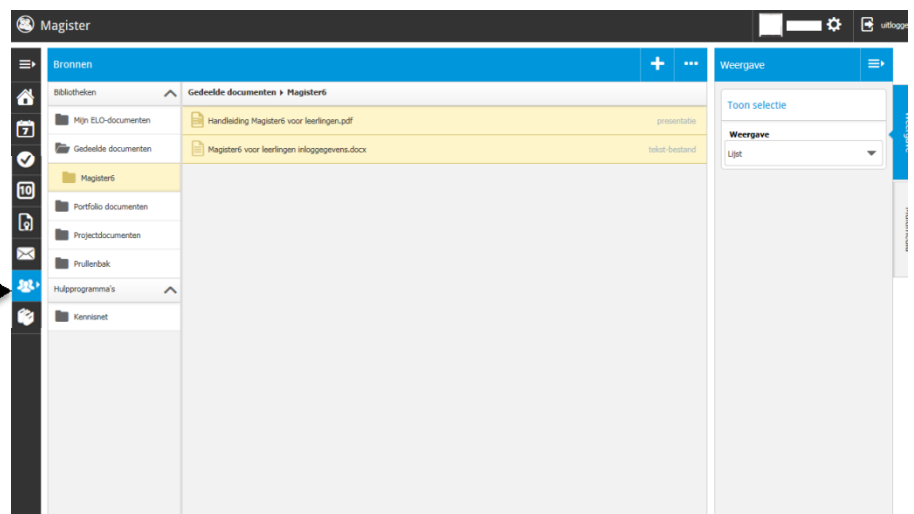 Magister
uitlogge
Bronnen
Weergave
Bibliotheken
Gedeelde documenten Magister6
Toon selectie
Mijn ELO-documenten
Handleiding Magister6 voor leerlingen.pdf presentatie
7
Weergave
Gedeelde documenten
Magister6 voor leerlingen inloggegevens.docx tekst-bestand
Lijst
Magister6
10
Portfolio documenten
Projectdocumenten
Prullenbak
Hulpprogramma's
Kennisnet